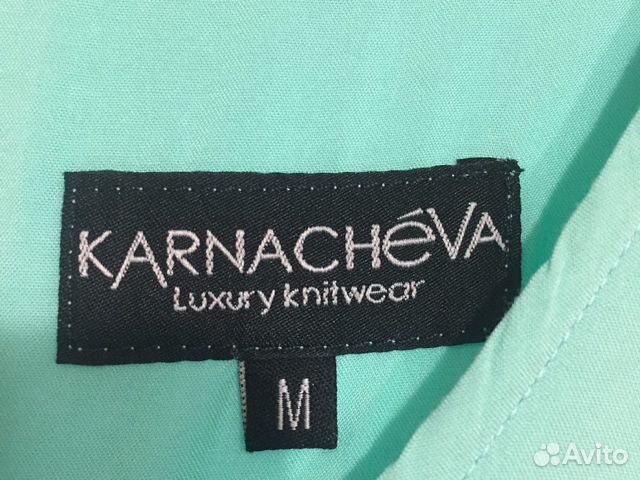 KARNACHéVA
Luxury knitwear
M
Avito